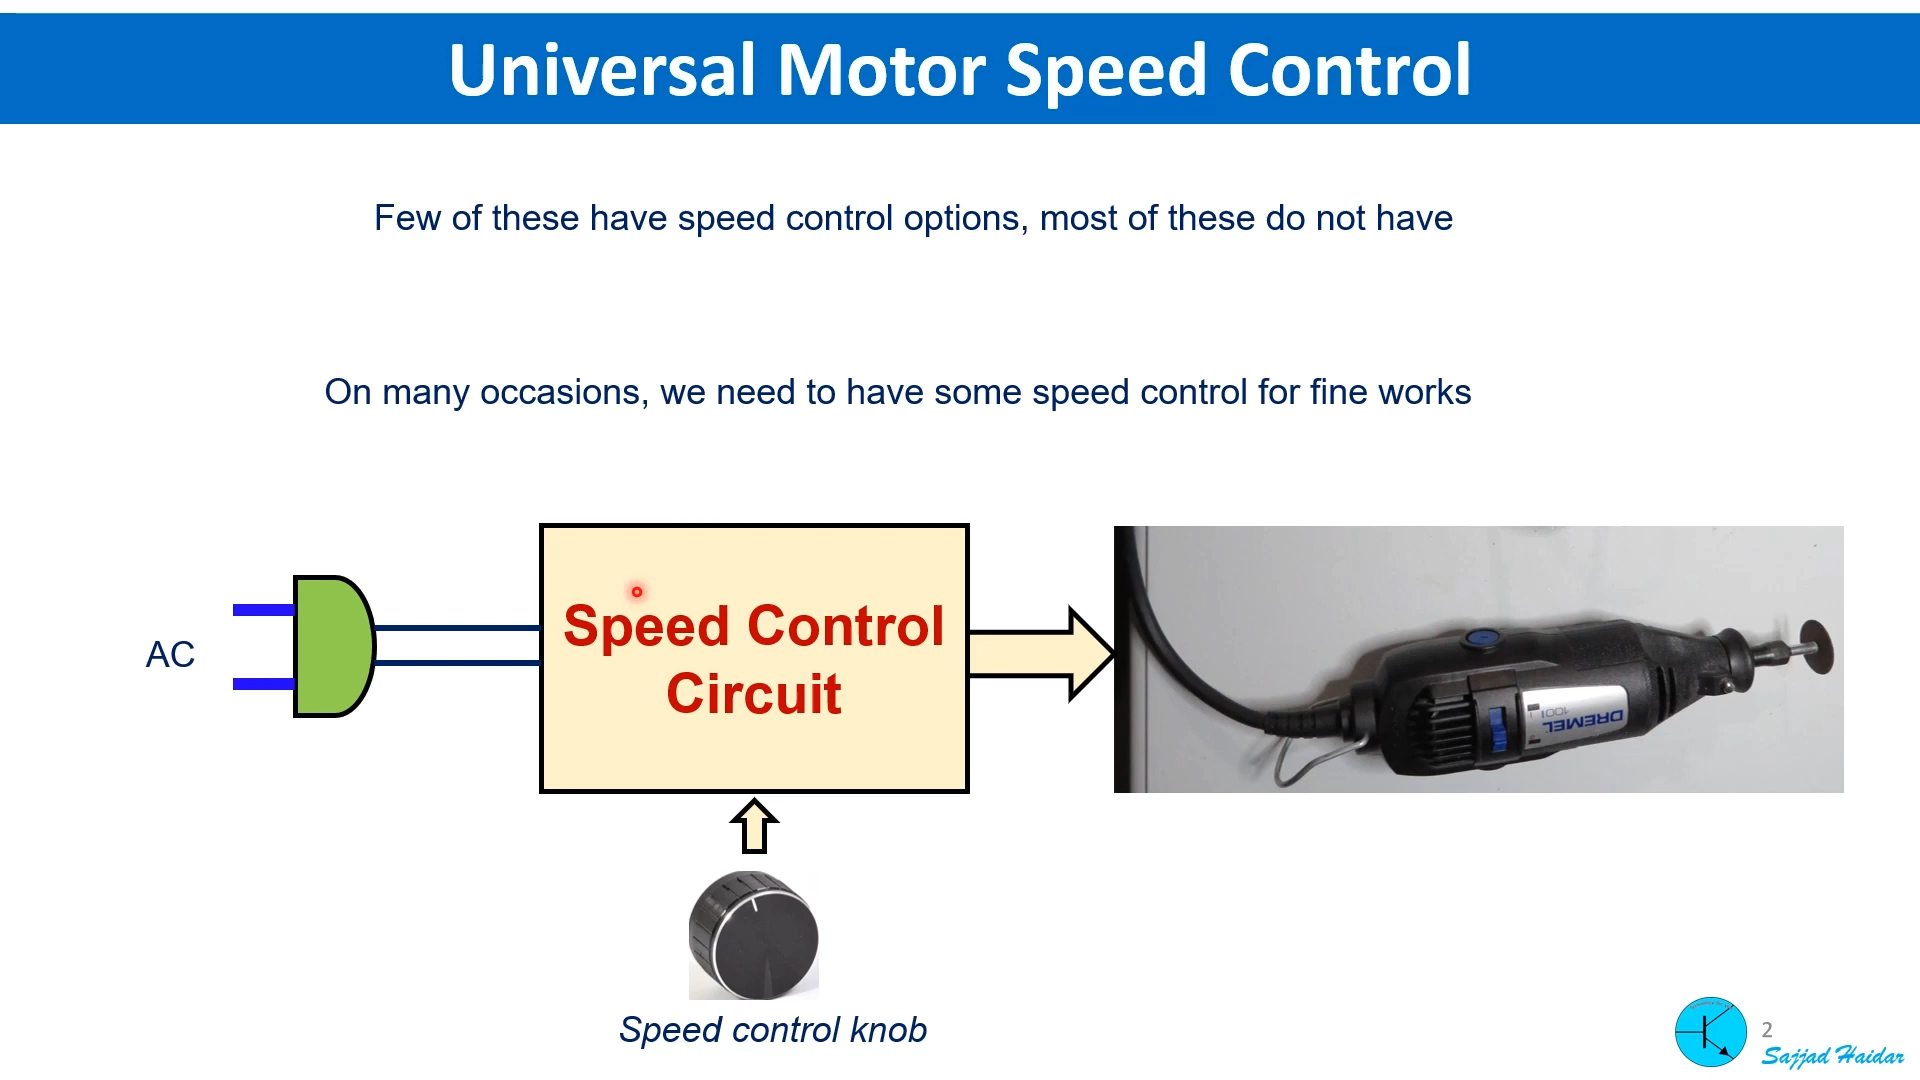 Universal Motor Speed Control
Few of these have speed control options, most of these do not have
On many occasions, we need to have some speed control for fine works
AC
Speed Control
Circuit
DREMEL
100
Speed control knob
2
Sajjad Haidar